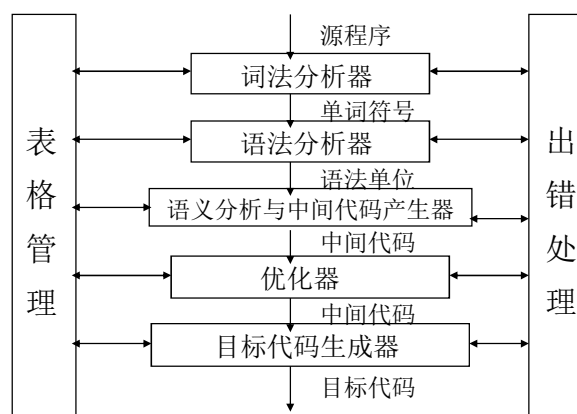 源程序
词法分析器
单词符号
语法分析器
语法单位
语义分析与中间代码产生器
中间代码
优化器
中间代码
目标代码生成器
目标代码
表格管理
出错处理